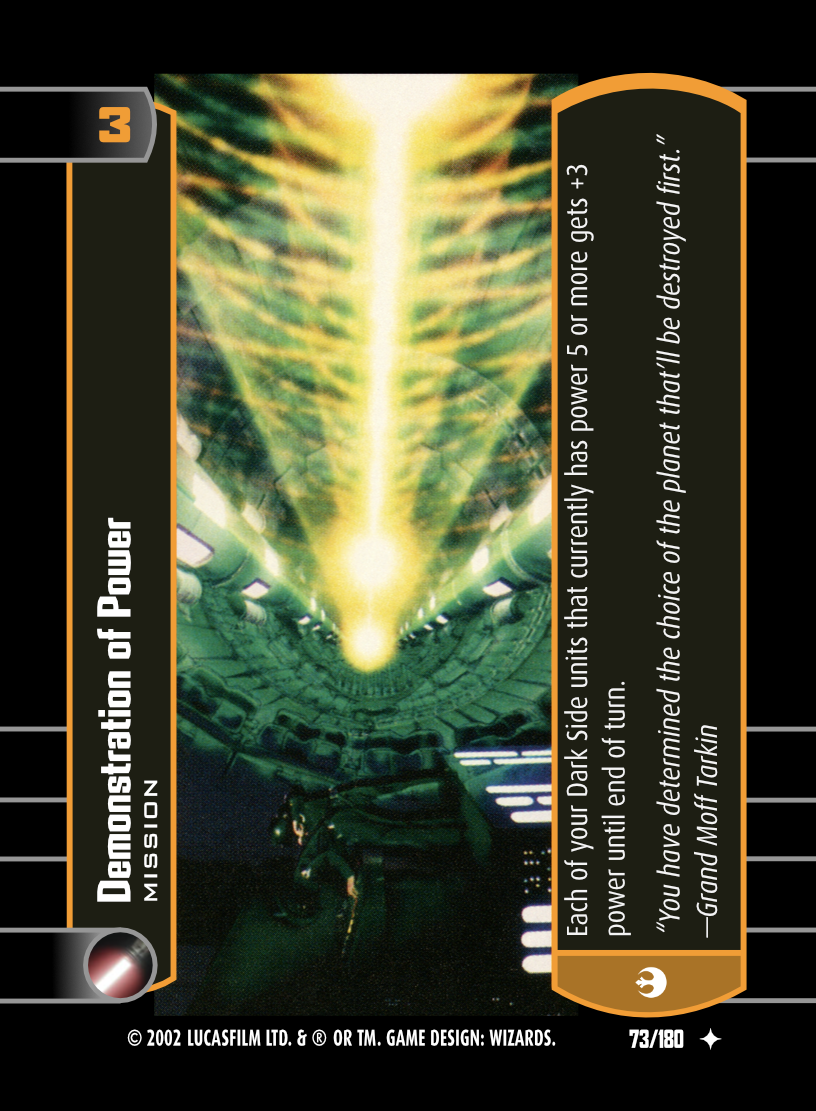 3
Demonstration of Power
MISSION
Each of your Dark Side units that currently has power 5 or more gets +3
power until end of turn.
“You have determined the choice of the planet that’ll be destroyed first.”
—Grand Moff Tarkin
© 2002 LUCASFILM LTD. & ® OR TM. GAME DESIGN: WIZARDS.
73/180